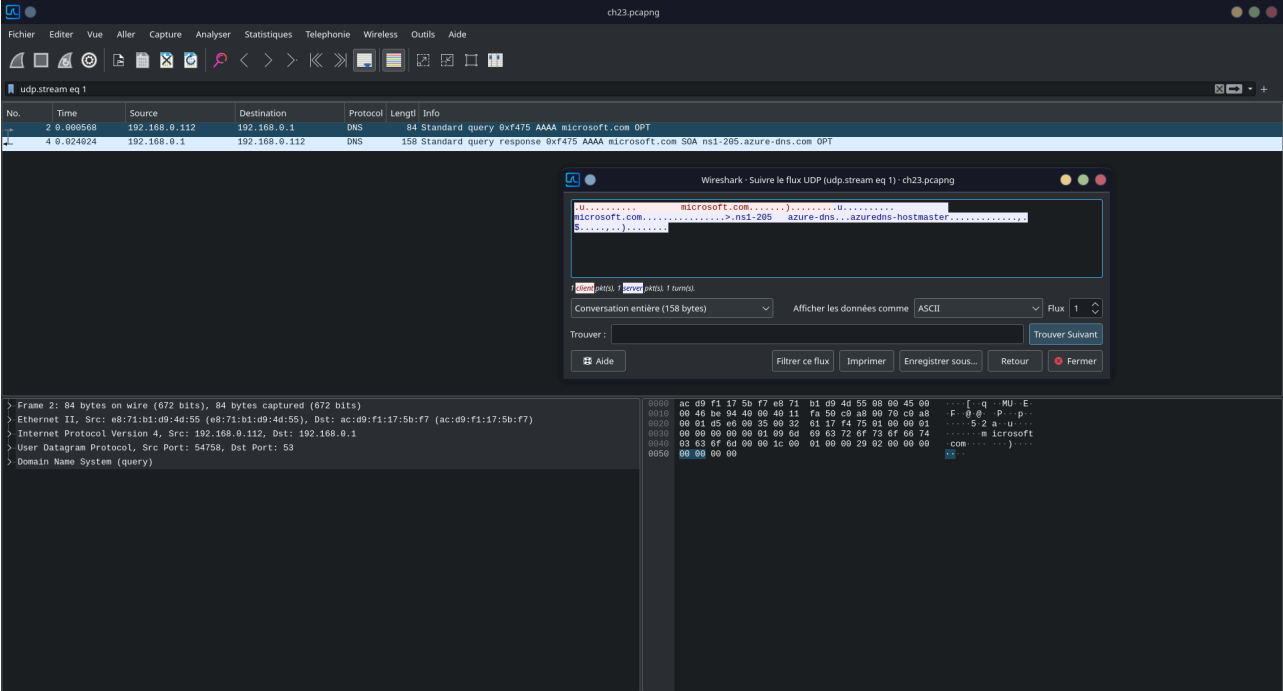 ch23.pcapng
Fichier Editer Vue Aller Capture Analyser Statistiques Telephonie Wireless Outils Aide
udp.stream eq 1
No. Time Source Destination Protocol Lengtl Info
2 0.000568 192.168.0.112 192.168.0.1 DNS 84 Standard query 0xf475 AAAA microsoft.com OPT
4 0.024024 192.168.0.1 192.168.0.112 DNS 158 Standard query response 0xf475 AAAA microsoft.com SOA ns1-205.azure-dns.com OPT
Wireshark · Suivre le flux UDP (udp.stream eq 1) · ch23.pcapng
.u.......... microsoft.com.......)..........u..........
microsoft.com................>.ns1-205 azure-dns...azuredns-hostmaster.............,.
$.....,..)........
1 client pkt(s), 1 server pkt(s), 1 turn(s).
Conversation entière (158 bytes) Afficher les données comme ASCII Flux 1
Trouver : Trouver Suivant
Aide Filtrer ce flux Imprimer Enregistrer sous... Retour Fermer
Frame 2: 84 bytes on wire (672 bits), 84 bytes captured (672 bits)
Ethernet II, Src: e8:71:b1:d9:4d:55 (e8:71:b1:d9:4d:55), Dst: ac:d9:f1:17:5b:f7 (ac:d9:f1:17:5b:f7)
Internet Protocol Version 4, Src: 192.168.0.112, Dst: 192.168.0.1
User Datagram Protocol, Src Port: 54758, Dst Port: 53
Domain Name System (query)
0000 ac d9 f1 17 5b f7 e8 71 b1 d9 4d 55 08 00 45 00 ····[··q ··MU··E·
0010 00 46 be 94 40 00 40 11 fa 50 c0 a8 00 70 c0 a8 ·F··@·@· ·P···p··
0020 00 01 d5 e6 00 35 00 32 61 17 f4 75 01 00 00 01 ·····5·2 a··u····
0030 00 00 00 00 00 01 09 6d 69 63 72 6f 73 6f 66 74 ·······m icrosoft
0040 03 63 6f 6d 00 00 1c 00 01 00 00 29 02 00 00 00 ·com···· ···)····
0050 00 00 00 00 ····